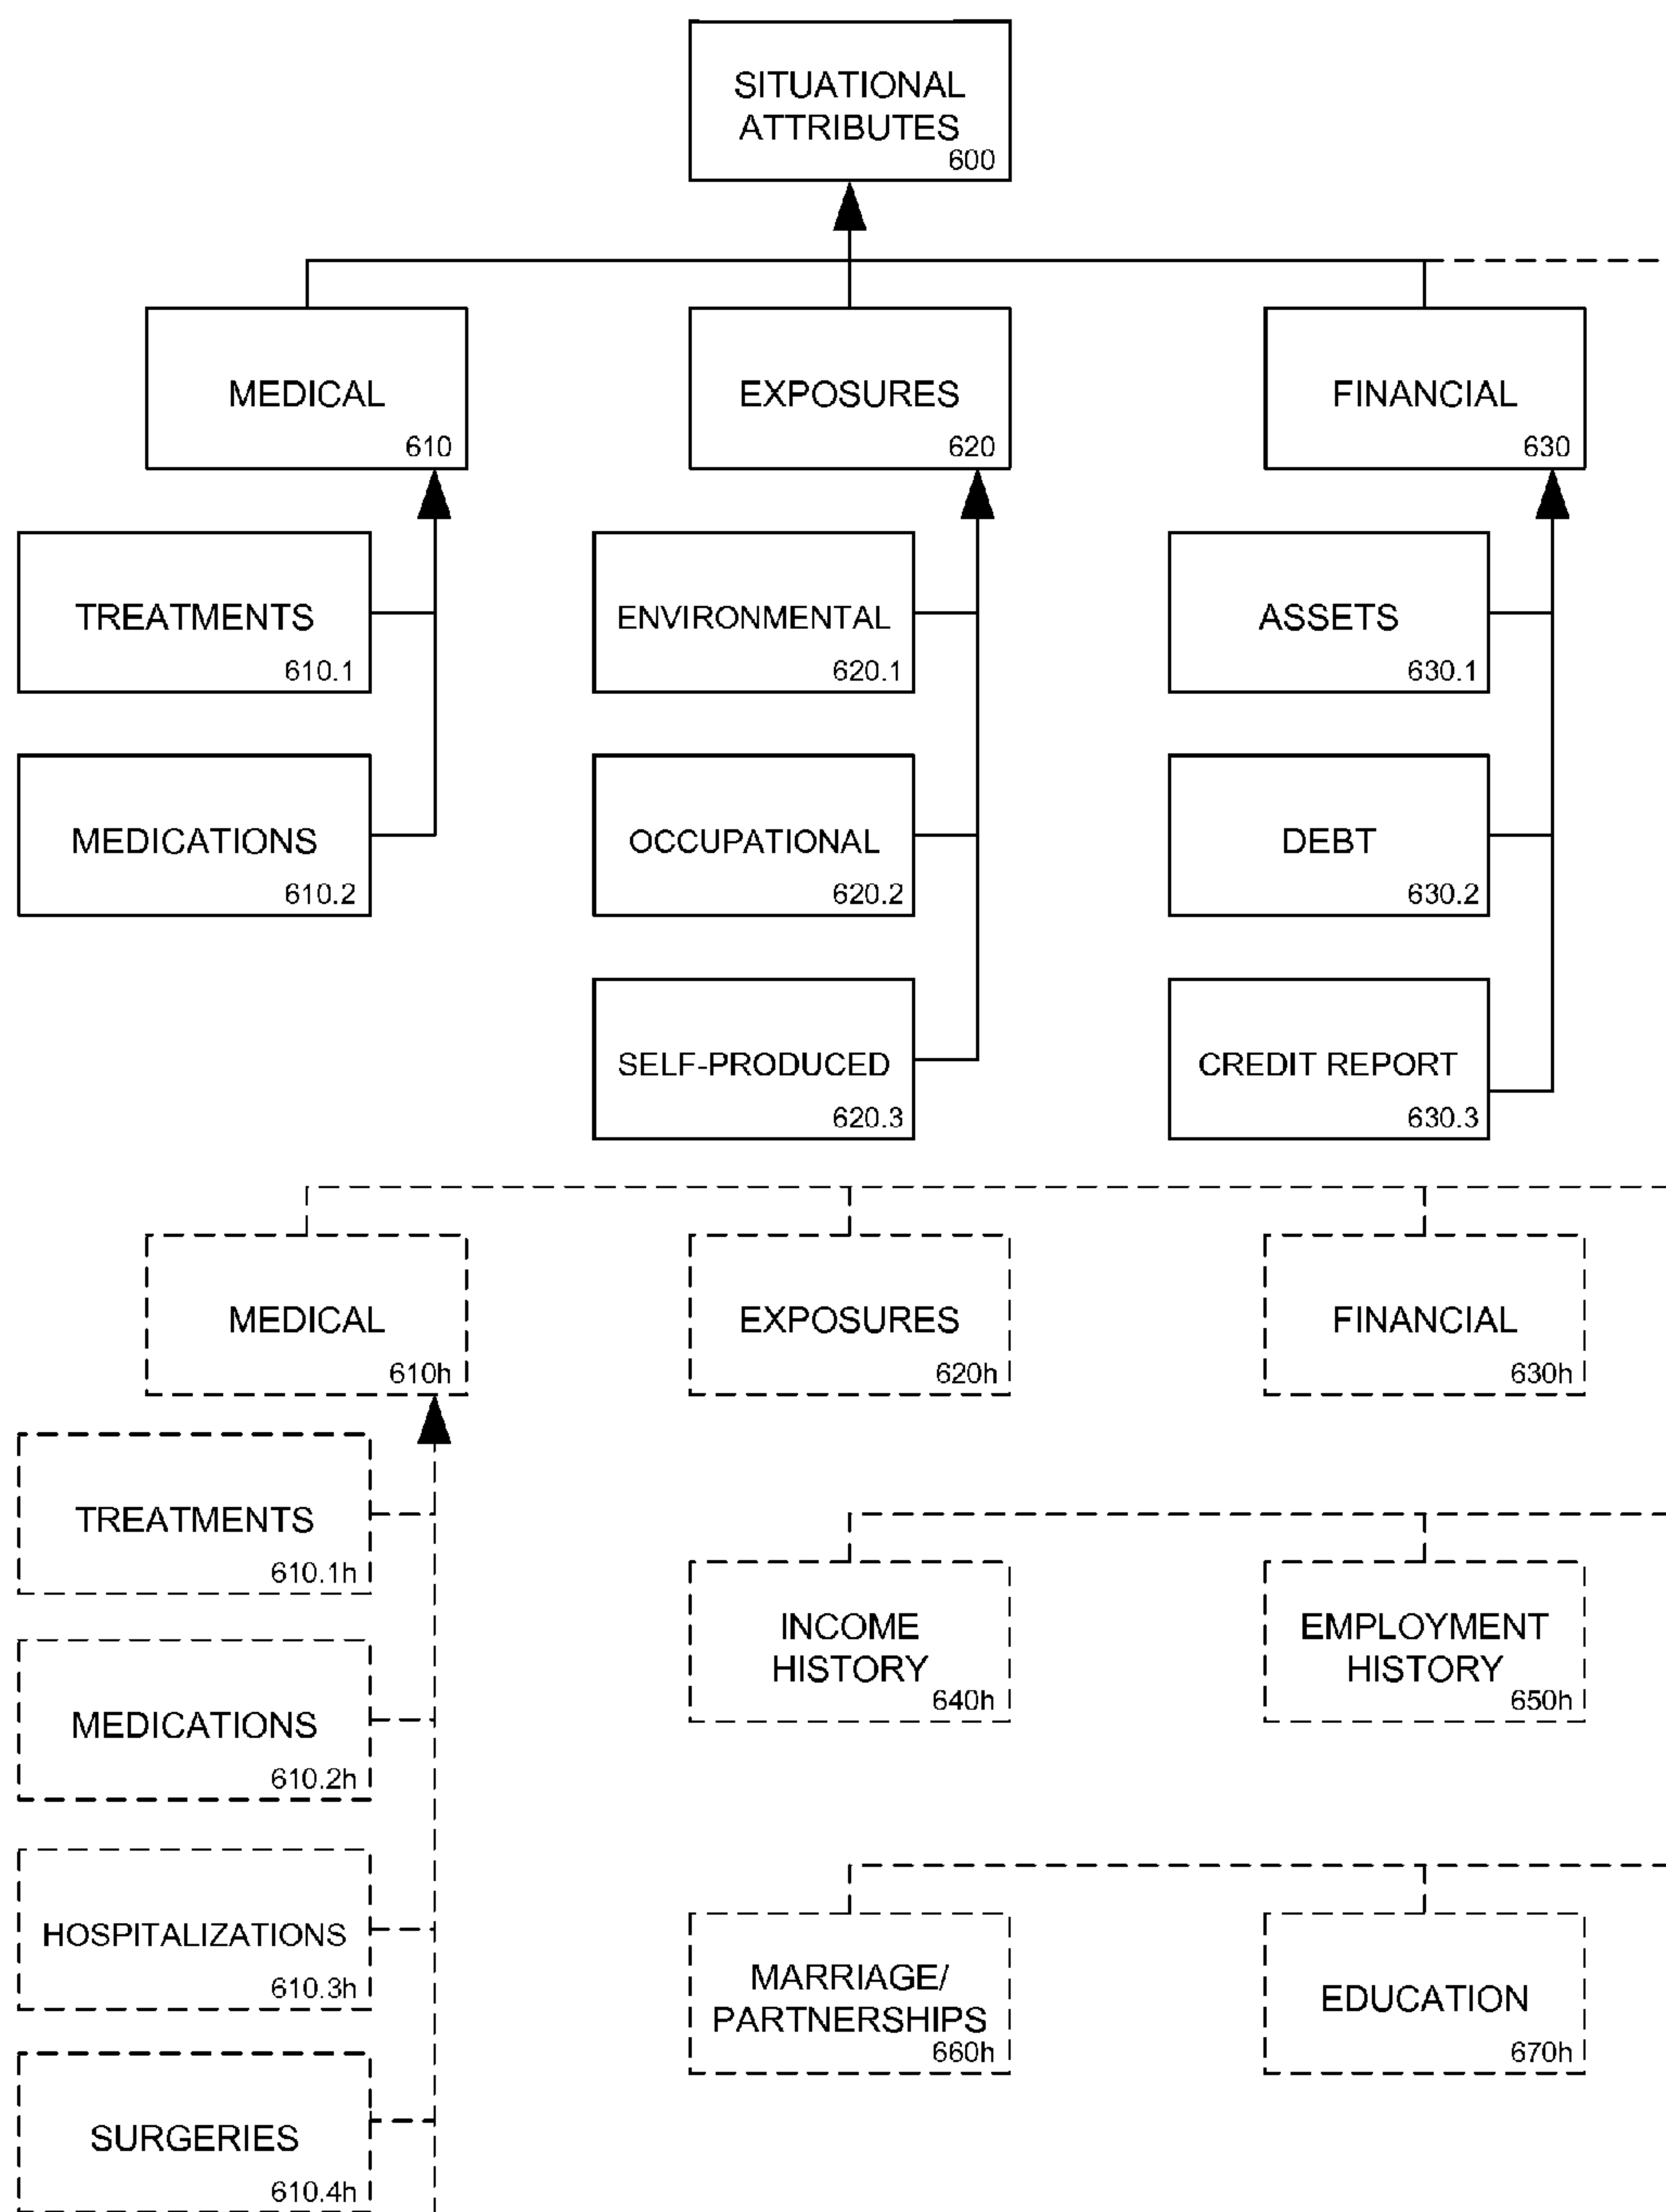 SITUATIONAL
ATTRIBUTES
600
MEDICAL
610
EXPOSURES
620
FINANCIAL
630
TREATMENTS
610.1
ENVIRONMENTAL
620.1
ASSETS
630.1
MEDICATIONS
610.2
OCCUPATIONAL
620.2
DEBT
630.2
SELF-PRODUCED
620.3
CREDIT REPORT
630.3
MEDICAL
610h
EXPOSURES
620h
FINANCIAL
630h
TREATMENTS
610.1h
INCOME
HISTORY
640h
EMPLOYMENT
HISTORY
650h
MEDICATIONS
610.2h
HOSPITALIZATIONS
610.3h
MARRIAGE/
PARTNERSHIPS
660h
EDUCATION
670h
SURGERIES
610.4h